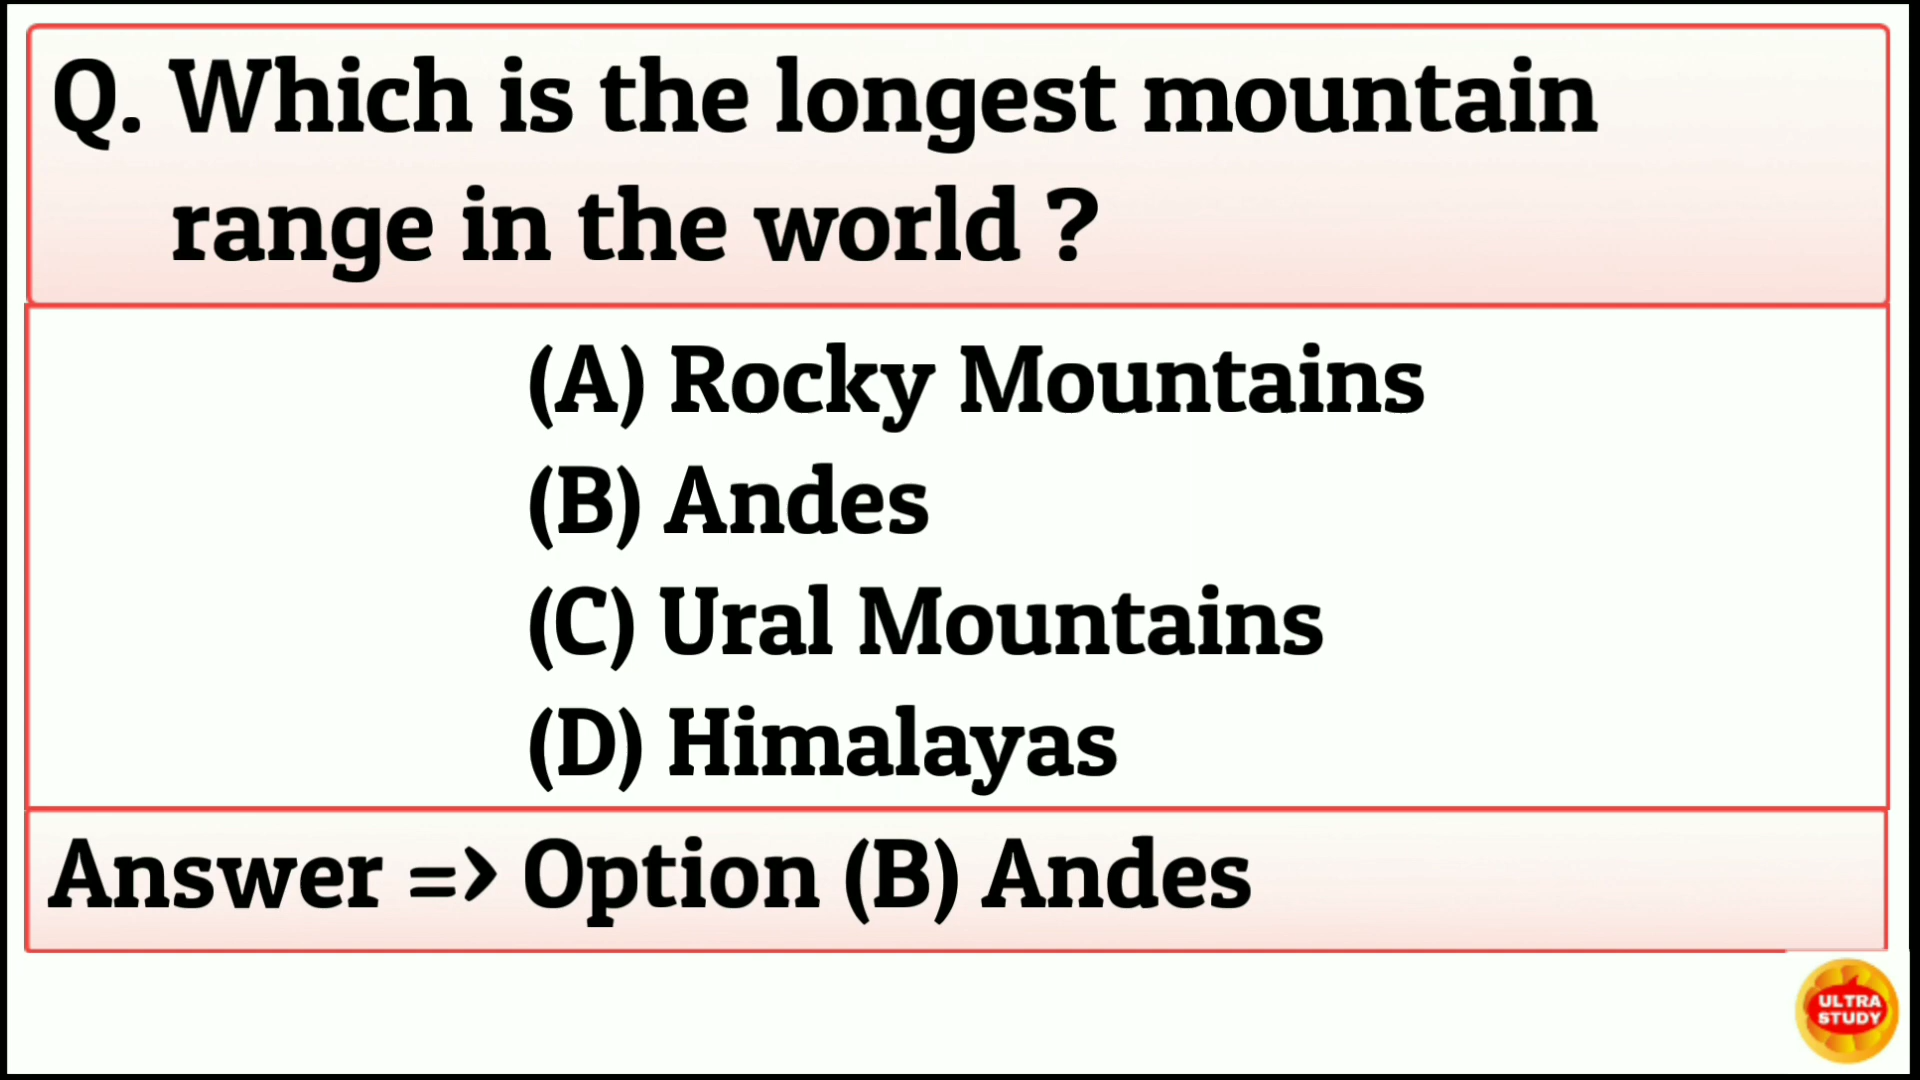 Q. Which is the longest mountain
range in the world ?
(A) Rocky Mountains
(B) Andes
(C) Ural Mountains
(D) Himalayas
Answer => Option (B) Andes
ULTRA
STUDY